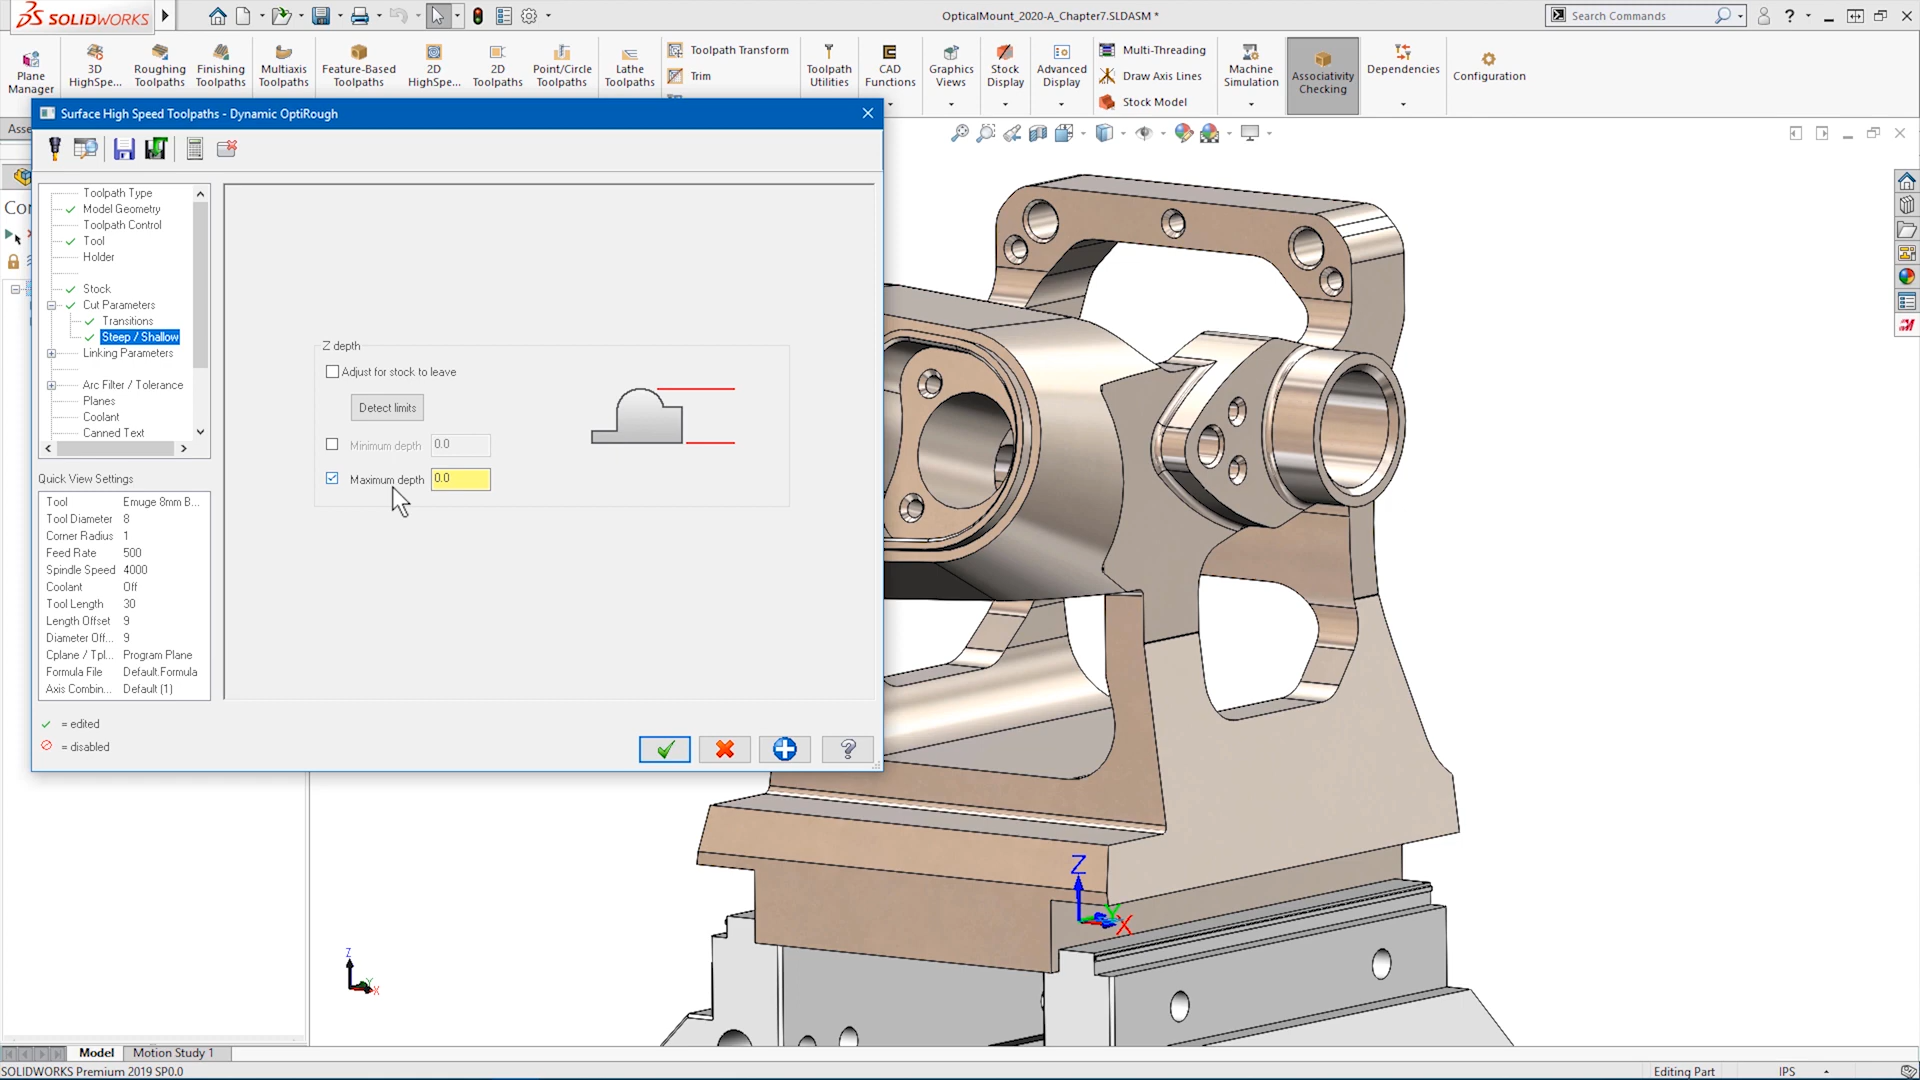 SOLIDWORKS
OpticalMount_2020-A_Chapter7.SLDASM *
Search Commands
?
Plane Manager
3D HighSpe...
Roughing Toolpaths
Finishing Toolpaths
Multiaxis Toolpaths
Feature-Based Toolpaths
2D HighSpe...
2D Toolpaths
Point/Circle Toolpaths
Lathe Toolpaths
Toolpath Transform
Trim
Toolpath Utilities
CAD Functions
Graphics Views
Stock Display
Advanced Display
Multi-Threading
Draw Axis Lines
Stock Model
Machine Simulation
Associativity Checking
Dependencies
Configuration
Asse
Surface High Speed Toolpaths - Dynamic OptiRough
Toolpath Type
Model Geometry
Toolpath Control
Tool
Holder
Stock
Cut Parameters
Transitions
Steep / Shallow
Linking Parameters
Arc Filter / Tolerance
Planes
Coolant
Canned Text
Con
Z depth
Adjust for stock to leave
Detect limits
Minimum depth 0.0
Maximum depth 0.0
Quick View Settings
Tool Emuge 8mm B...
Tool Diameter 8
Corner Radius 1
Feed Rate 500
Spindle Speed 4000
Coolant Off
Tool Length 30
Length Offset 9
Diameter Off... 9
Cplane / Tpl... Program Plane
Formula File Default.Formula
Axis Combin... Default (1)
= edited
= disabled
Z
Y
X
Z
Y
X
Model
Motion Study 1
SOLIDWORKS Premium 2019 SP0.0
Editing Part
IPS